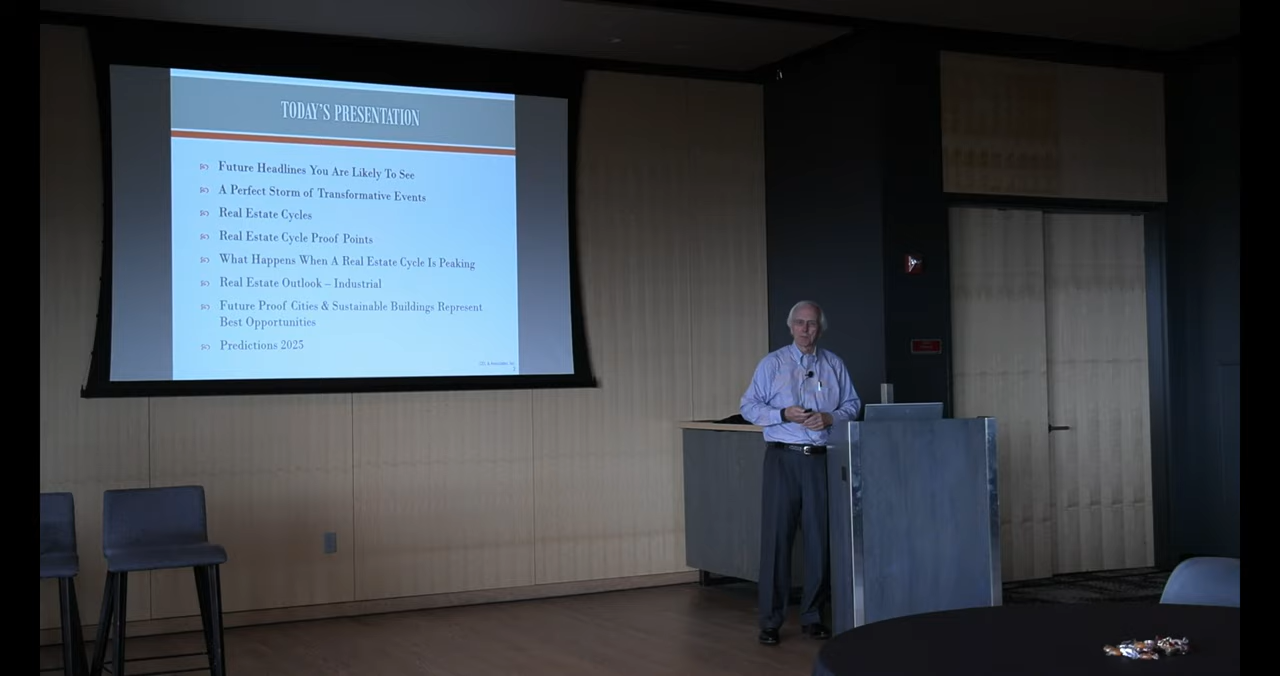 TODAY'S PRESENTATION
Future Headlines You Are Likely To See
A Perfect Storm of Transformative Events
Real Estate Cycles
Real Estate Cycle Proof Points
What Happens When A Real Estate Cycle Is Peaking
Real Estate Outlook – Industrial
Future Proof Cities & Sustainable Buildings Represent
Best Opportunities
Predictions 2025